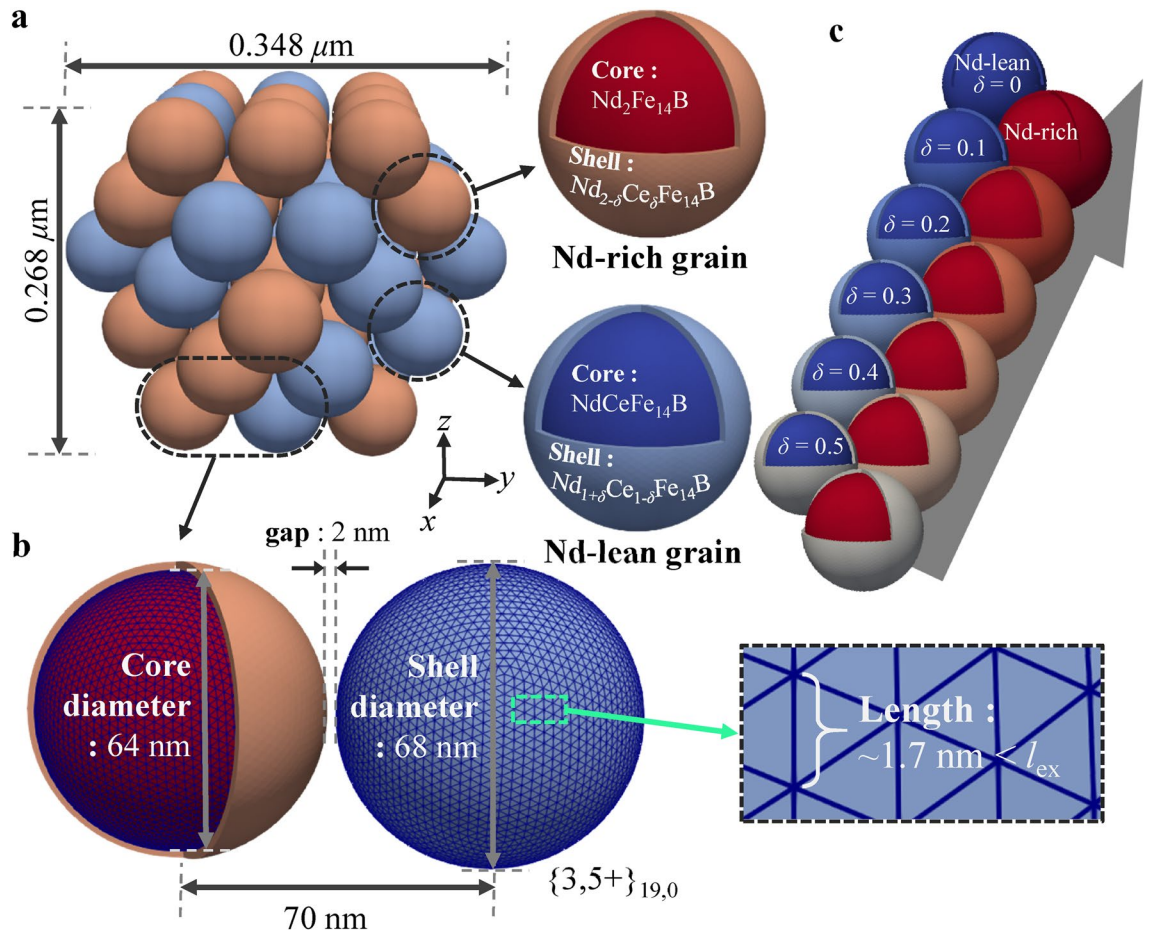 a
0.348 μm
0.268 μm
Core :
Nd₂Fe₁₄B
Shell :
Nd₂₋δCeδFe₁₄B
Nd-rich grain
Core :
NdCeFe₁₄B
Shell :
Nd₁₊δCe₁₋δFe₁₄B
Nd-lean grain
z
y
x
b
gap : 2 nm
Core
diameter
: 64 nm
Shell
diameter
: 68 nm
{3,5+}₁₉,₀
70 nm
Length :
~1.7 nm < lₑₓ
c
Nd-lean
δ = 0
Nd-rich
δ = 0.1
δ = 0.2
δ = 0.3
δ = 0.4
δ = 0.5